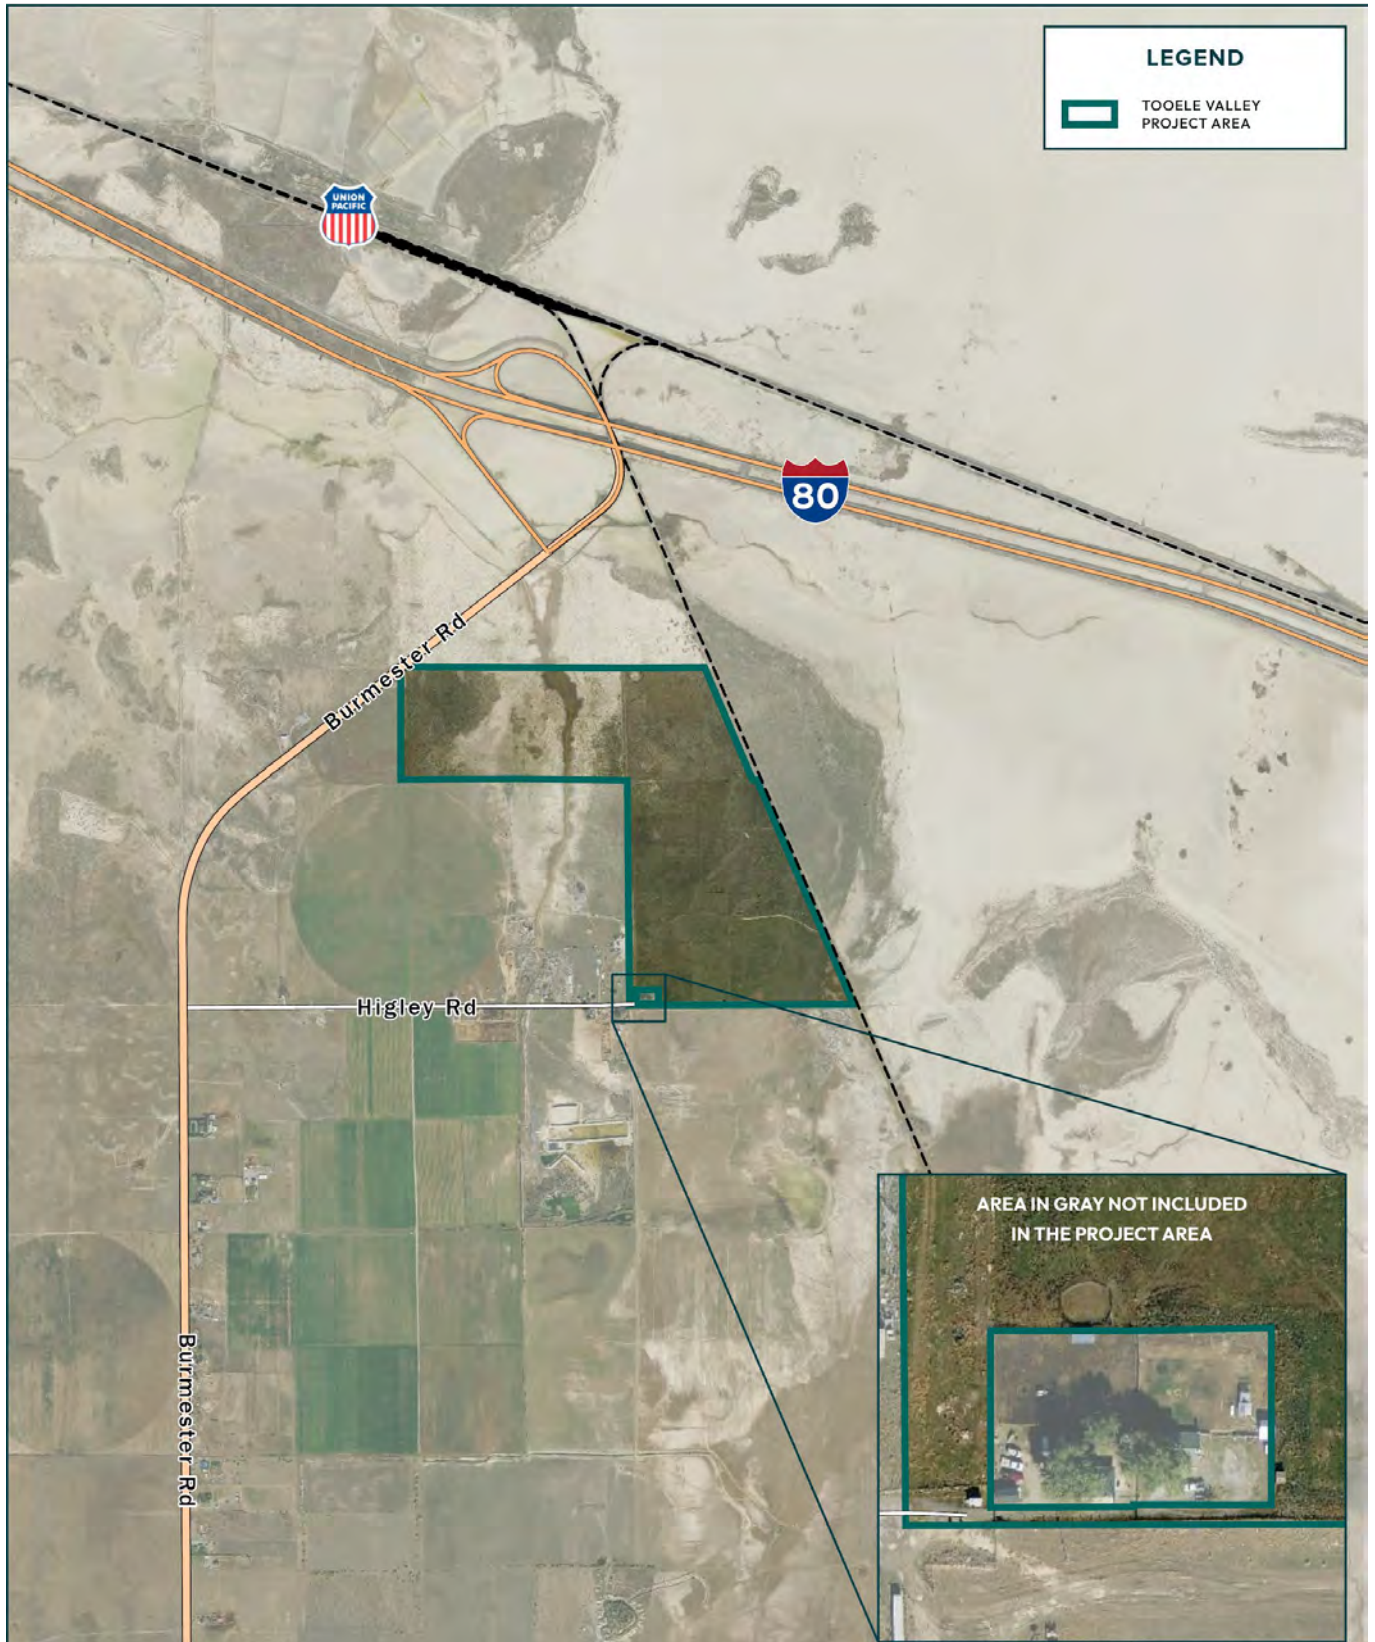 LEGEND
TOOELE VALLEY
PROJECT AREA
UNION
PACIFIC
80
Burmester Rd
Higley Rd
Burmester Rd
AREA IN GRAY NOT INCLUDED
IN THE PROJECT AREA